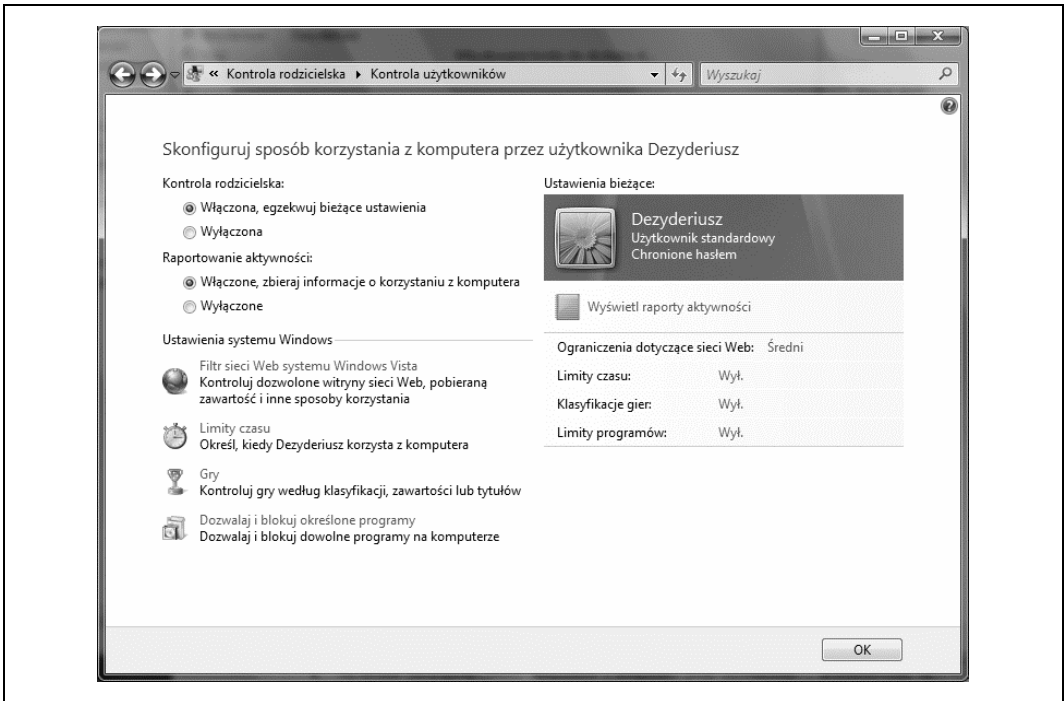 « Kontrola rodzicielska ▸ Kontrola użytkowników
Wyszukaj
Skonfiguruj sposób korzystania z komputera przez użytkownika Dezyderiusz
Kontrola rodzicielska:
Włączona, egzekwuj bieżące ustawienia
Wyłączona
Raportowanie aktywności:
Włączone, zbieraj informacje o korzystaniu z komputera
Wyłączone
Ustawienia systemu Windows
Filtr sieci Web systemu Windows Vista
Kontroluj dozwolone witryny sieci Web, pobieraną
zawartość i inne sposoby korzystania
Limity czasu
Określ, kiedy Dezyderiusz korzysta z komputera
Gry
Kontroluj gry według klasyfikacji, zawartości lub tytułów
Dozwalaj i blokuj określone programy
Dozwalaj i blokuj dowolne programy na komputerze
Ustawienia bieżące:
Dezyderiusz
Użytkownik standardowy
Chronione hasłem
Wyświetl raporty aktywności
Ograniczenia dotyczące sieci Web: Średni
Limity czasu: Wył.
Klasyfikacje gier: Wył.
Limity programów: Wył.
OK